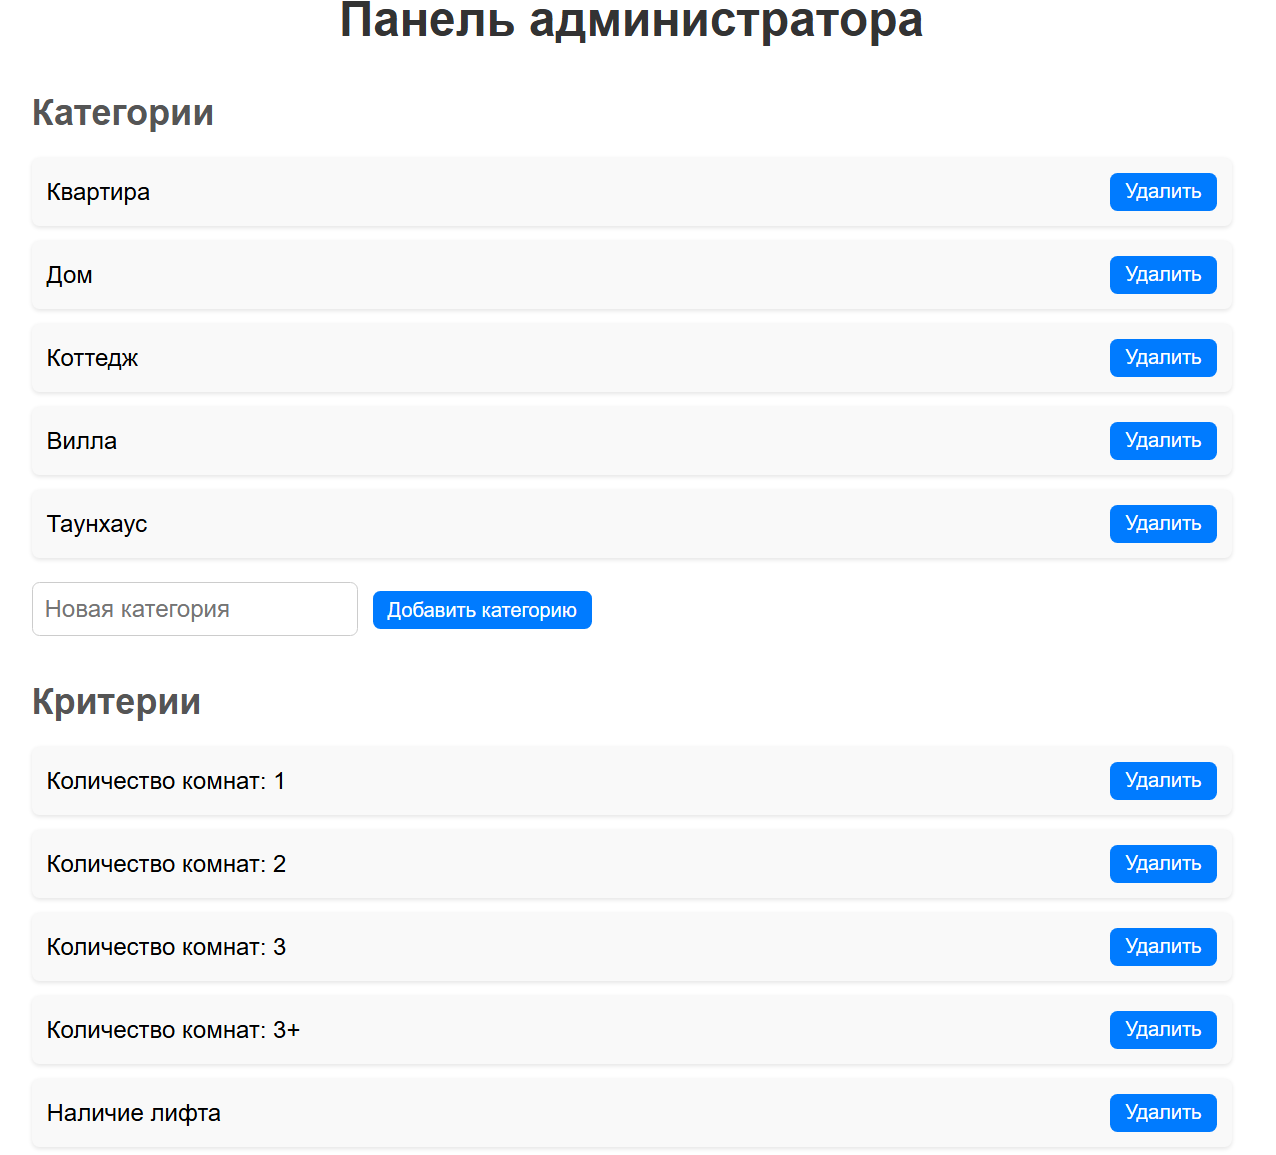 Панель администратора
Категории
Квартира Удалить
Дом Удалить
Коттедж Удалить
Вилла Удалить
Таунхаус Удалить
Новая категория Добавить категорию
Критерии
Количество комнат: 1 Удалить
Количество комнат: 2 Удалить
Количество комнат: 3 Удалить
Количество комнат: 3+ Удалить
Наличие лифта Удалить